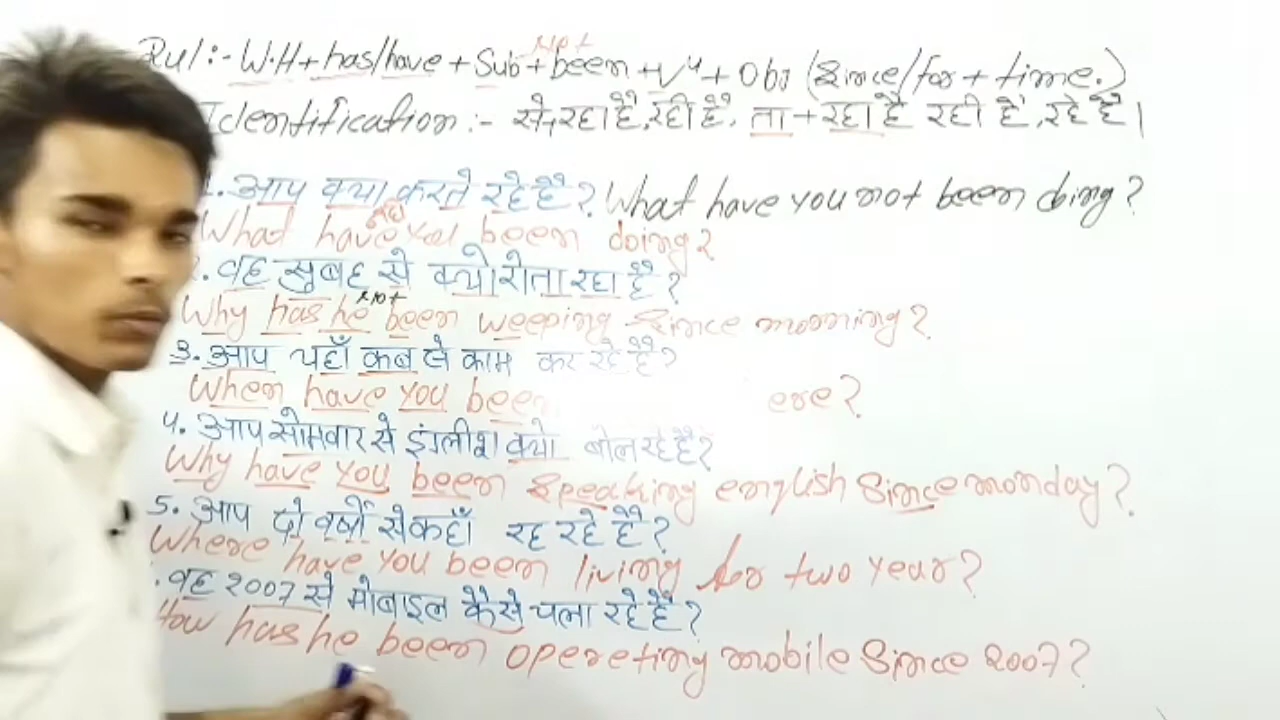 Rul:- W.H + has/have + Sub + Not been + V⁴ + Obj (Since/for + time.)
Identification :- से+रहा है, रही है, ता + रहा है रही है, रहे हैं।
1. आप क्या करते रहे हैं? What have you not been doing?
What have you been doing?
2. वह सुबह से क्यो रोता रहा है?
Why has he not been weeping Since morning?
3. आप यहाँ कब से काम कर रहे हैं?
When have you been ere?
4. आप सोमवार से इंग्लीश क्यो बोल रहे हैं?
Why have you been Speaking english Since monday?
5. आप दो वर्षों से कहाँ रह रहे हैं?
Where have you been living for two year?
. वह 2007 से मोबाइल कैसे चला रहे हैं?
How has he been opereting mobile Since 2007?